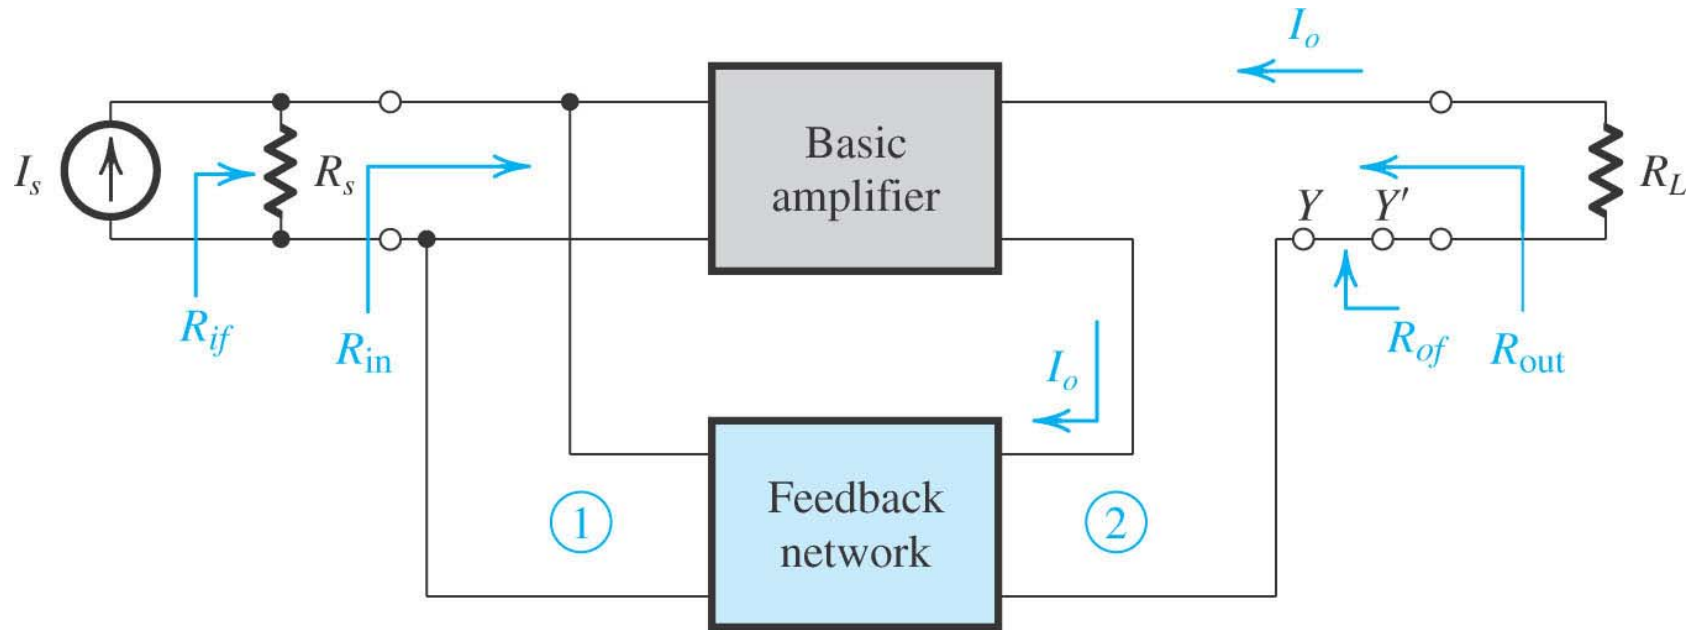 I_o
Basic
amplifier
I_s
R_s
Y
Y'
R_L
R_if
R_in
R_of
R_out
I_o
Feedback
network
1
2